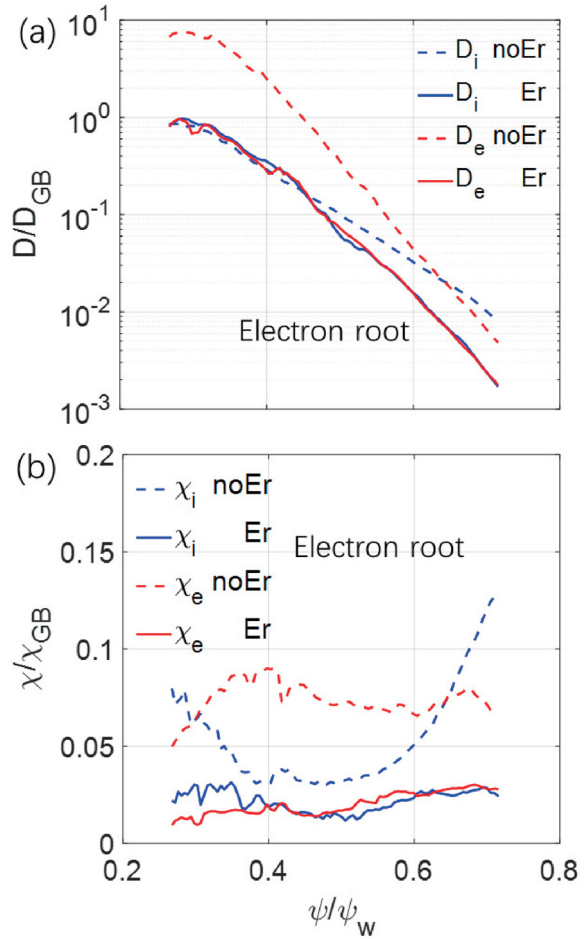 (a)
10^1
10^0
10^-1
10^-2
10^-3
D/D_GB
D_i noEr
D_i Er
D_e noEr
D_e Er
Electron root
(b)
0.2
0.15
0.1
0.05
0
χ/χ_GB
χ_i noEr
χ_i Er
χ_e noEr
χ_e Er
Electron root
0.2 0.4 0.6 0.8
ψ/ψ_w